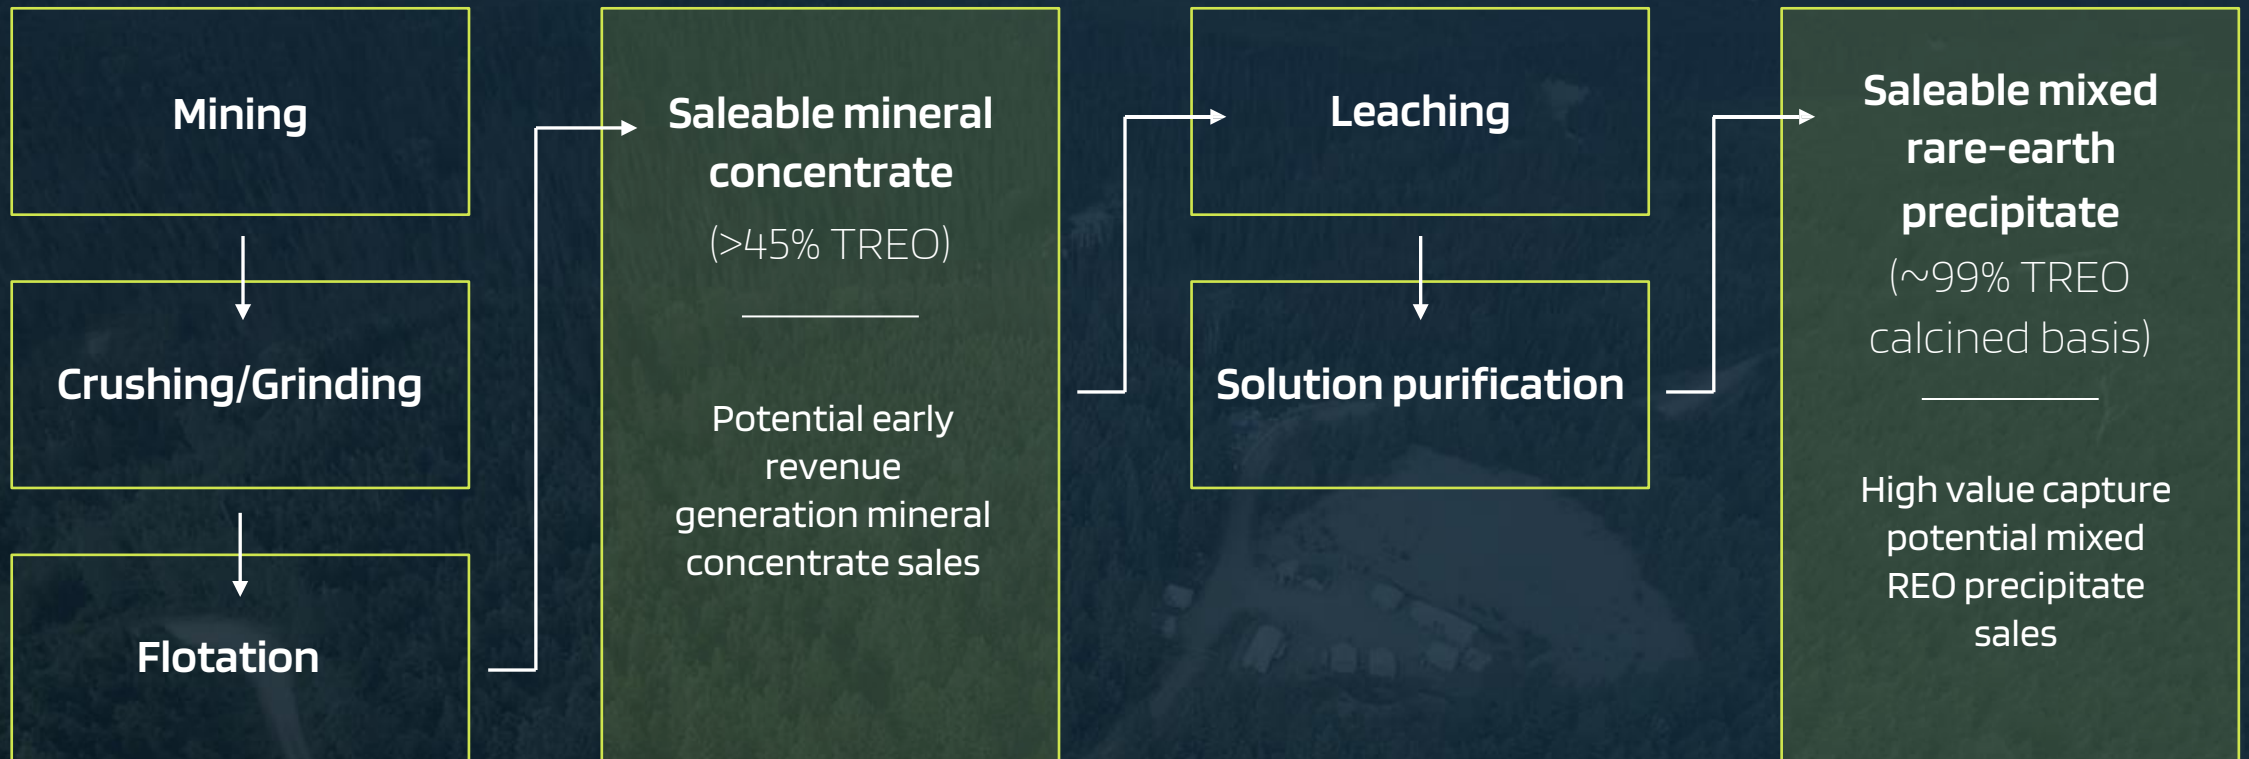 Mining
Crushing/Grinding
Flotation
Saleable mineral
concentrate
(>45% TREO)
Potential early
revenue
generation mineral
concentrate sales
Leaching
Solution purification
Saleable mixed
rare-earth
precipitate
(~99% TREO
calcined basis)
High value capture
potential mixed
REO precipitate
sales